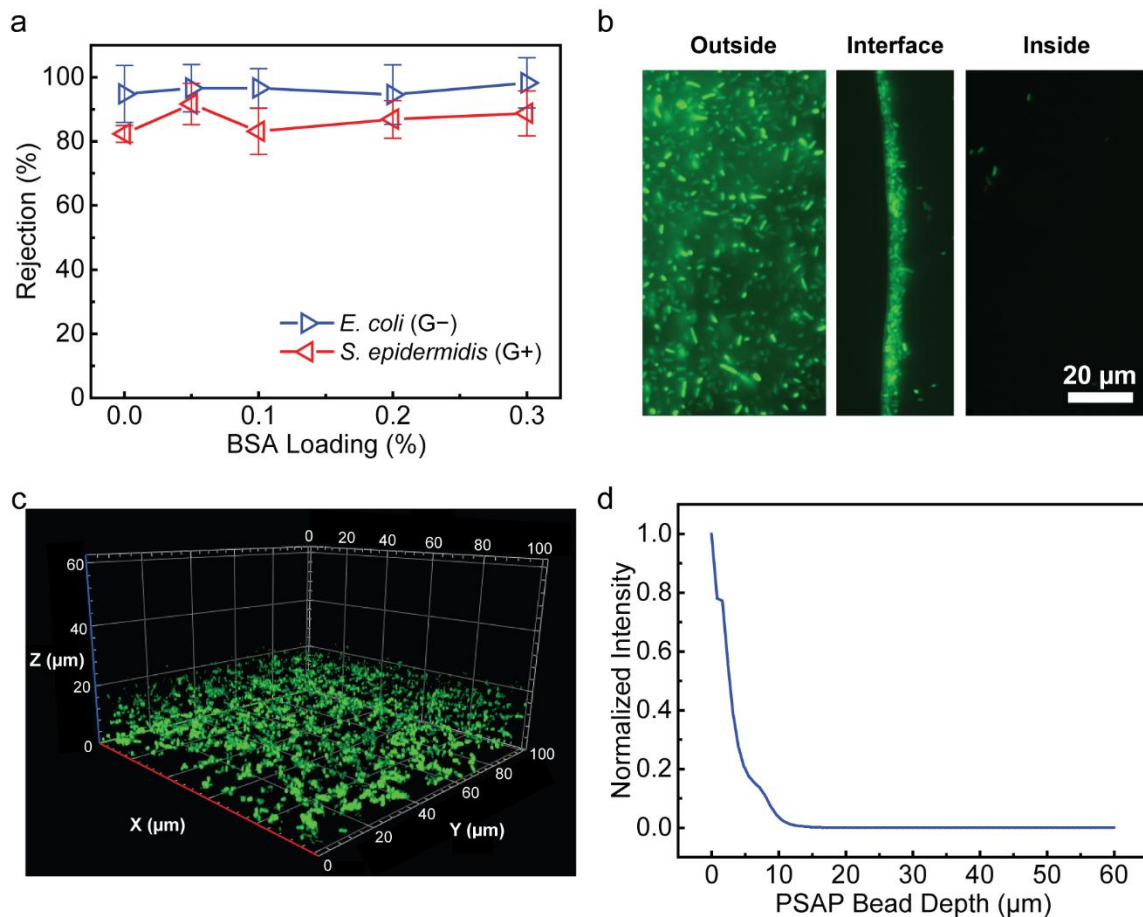 a
Rejection (%)
100
80
60
40
20
0
E. coli (G−)
S. epidermidis (G+)
0.0 0.1 0.2 0.3
BSA Loading (%)
b
Outside Interface Inside
20 µm
c
0 20 40 60 80 100
60
40
Z (µm)
20
0
100
80
60
40
20
0
X (µm)
Y (µm)
d
Normalized Intensity
1.0
0.8
0.6
0.4
0.2
0.0
0 10 20 30 40 50 60
PSAP Bead Depth (µm)